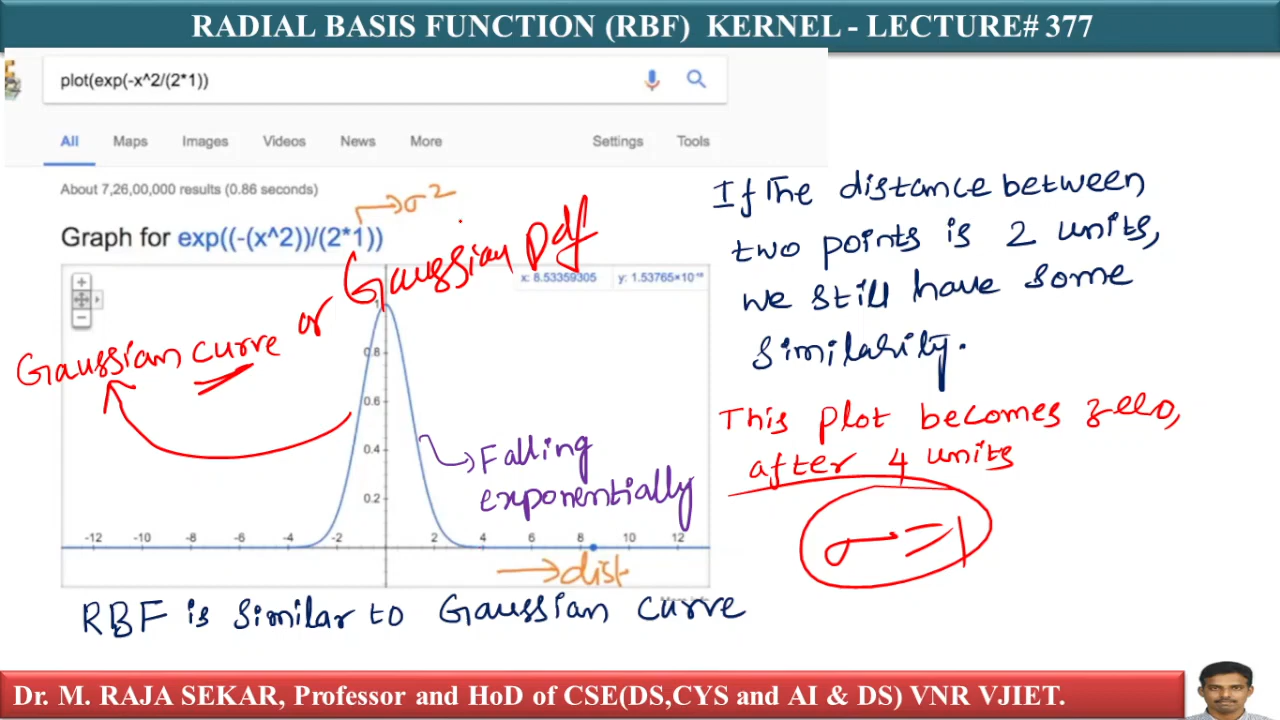 RADIAL BASIS FUNCTION (RBF) KERNEL - LECTURE# 377
plot(exp(-x^2/(2*1))
All Maps Images Videos News More Settings Tools
About 7,26,00,000 results (0.86 seconds)
σ²
Graph for exp((-(x^2))/(2*1))
x: 8.53359305 y: 1.53765×10⁻¹⁶
Gaussian curve or Gaussian pdf
1
0.8
0.6
0.4
0.2
Falling
exponentially
-12 -10 -8 -6 -4 -2 2 4 6 8 10 12
dist
RBF is similar to Gaussian curve
If The distance between
two points is 2 units,
we still have some
similarity.
This plot becomes zero,
after 4 units
σ=1
Dr. M. RAJA SEKAR, Professor and HoD of CSE(DS,CYS and AI & DS) VNR VJIET.